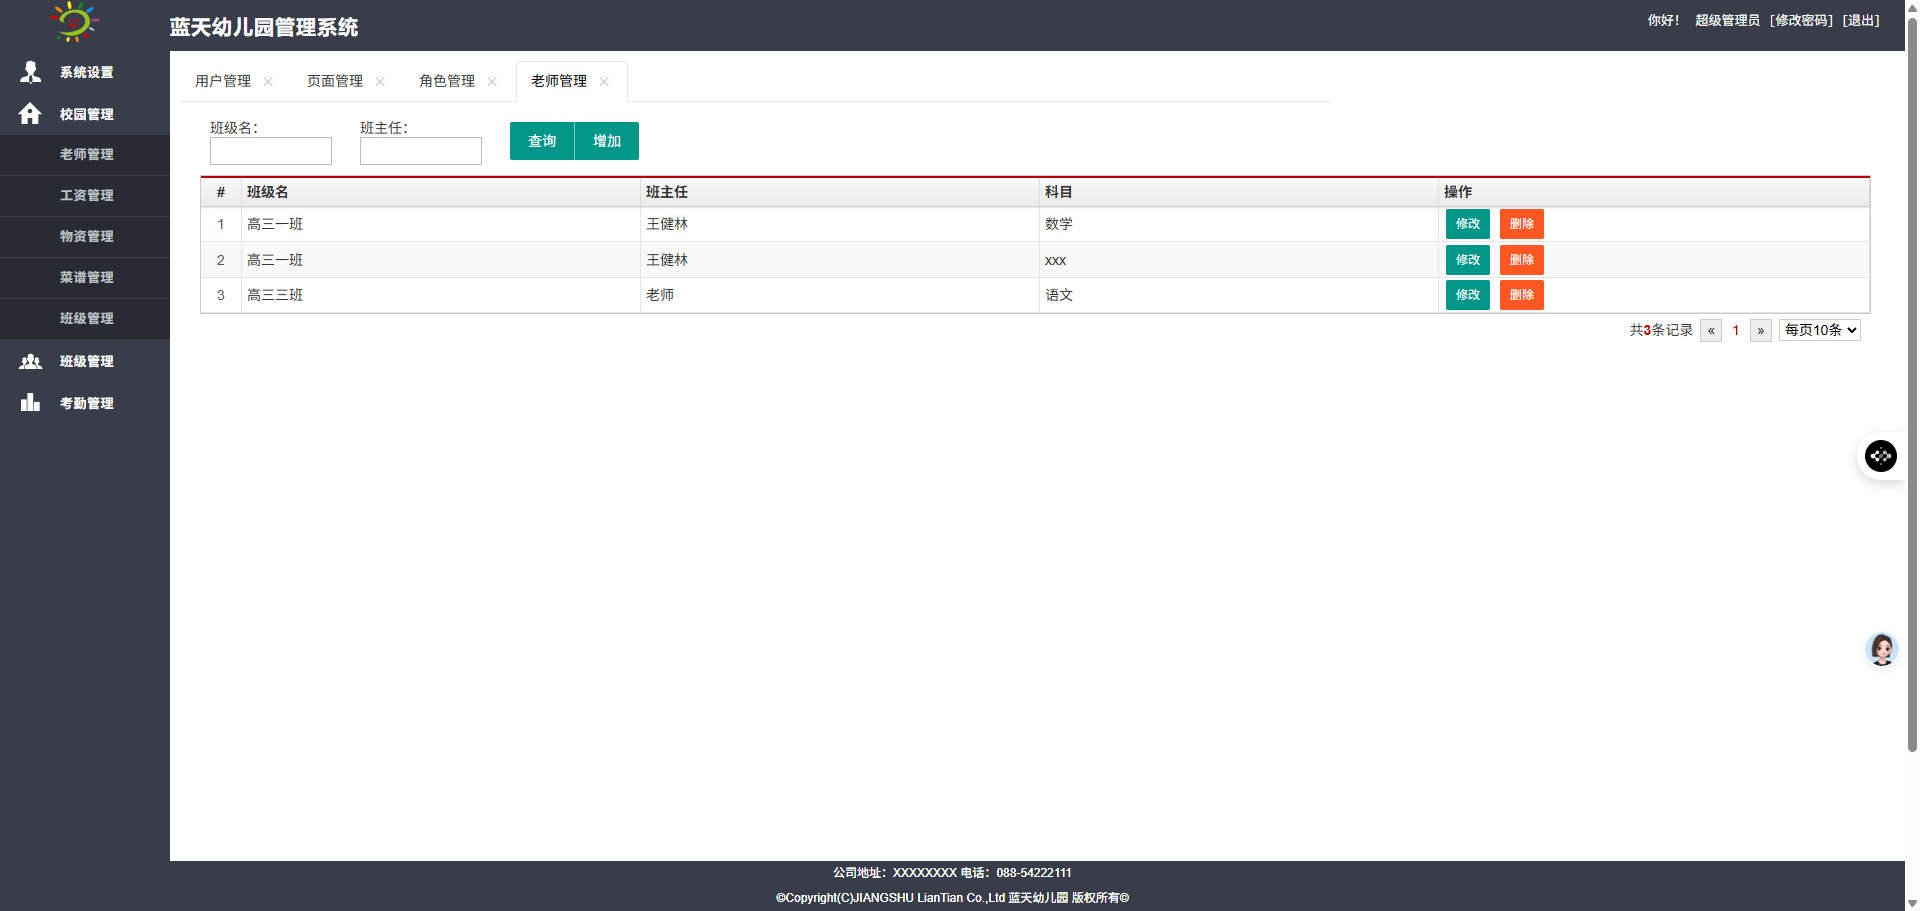 蓝天幼儿园管理系统
你好！ 超级管理员 [修改密码] [退出]
系统设置
校园管理
老师管理
工资管理
物资管理
菜谱管理
班级管理
班级管理
考勤管理
用户管理 页面管理 角色管理 老师管理
班级名： 班主任： 查询 增加
# 班级名 班主任 科目 操作
1 高三一班 王健林 数学 修改 删除
2 高三一班 王健林 xxx 修改 删除
3 高三三班 老师 语文 修改 删除
共3条记录 « 1 » 每页10条
公司地址：XXXXXXXX 电话：088-54222111
©Copyright(C)JIANGSHU LianTian Co.,Ltd 蓝天幼儿园 版权所有©